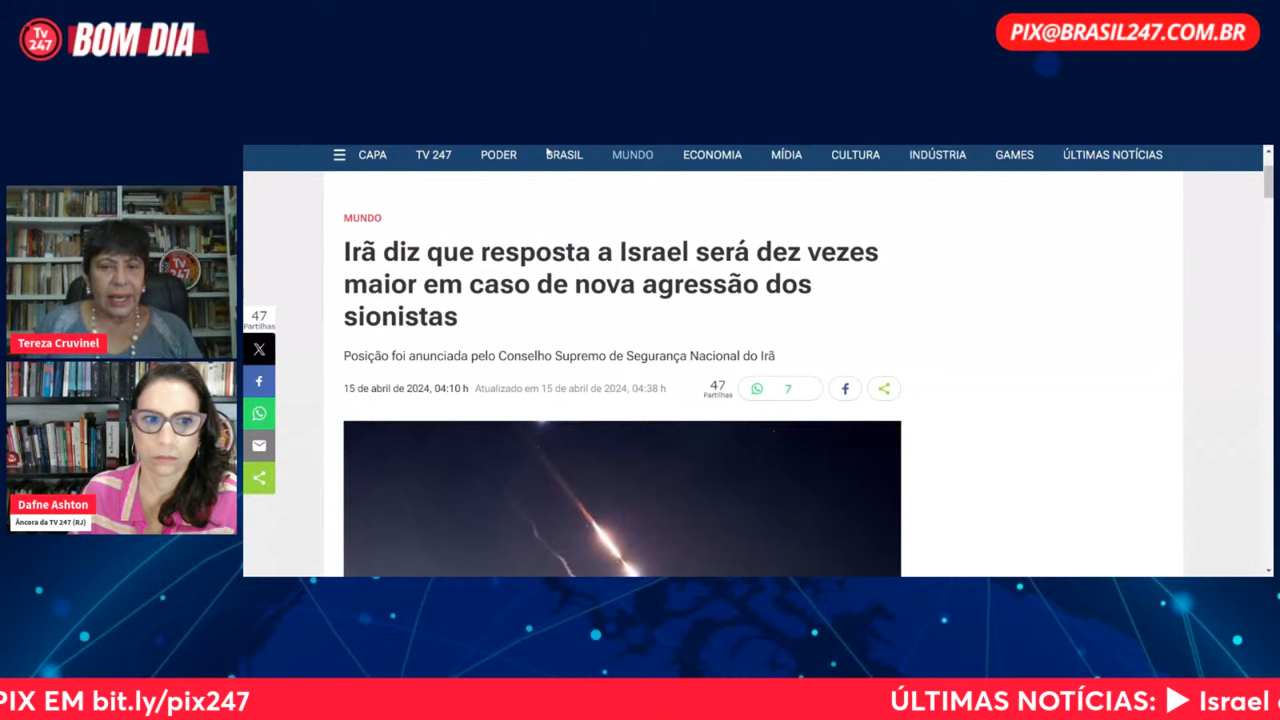 Tv 247 BOM DIA
PIX@BRASIL247.COM.BR
☰ CAPA TV 247 PODER BRASIL MUNDO ECONOMIA MÍDIA CULTURA INDÚSTRIA GAMES ÚLTIMAS NOTÍCIAS
MUNDO
Irã diz que resposta a Israel será dez vezes
maior em caso de nova agressão dos
sionistas
Posição foi anunciada pelo Conselho Supremo de Segurança Nacional do Irã
15 de abril de 2024, 04:10 h Atualizado em 15 de abril de 2024, 04:38 h
47
Partilhas
7
47
Partilhas
Tv
247
Tereza Cruvinel
Dafne Ashton
Âncora da TV 247 (RJ)
PIX EM bit.ly/pix247
ÚLTIMAS NOTÍCIAS: ▶ Israel